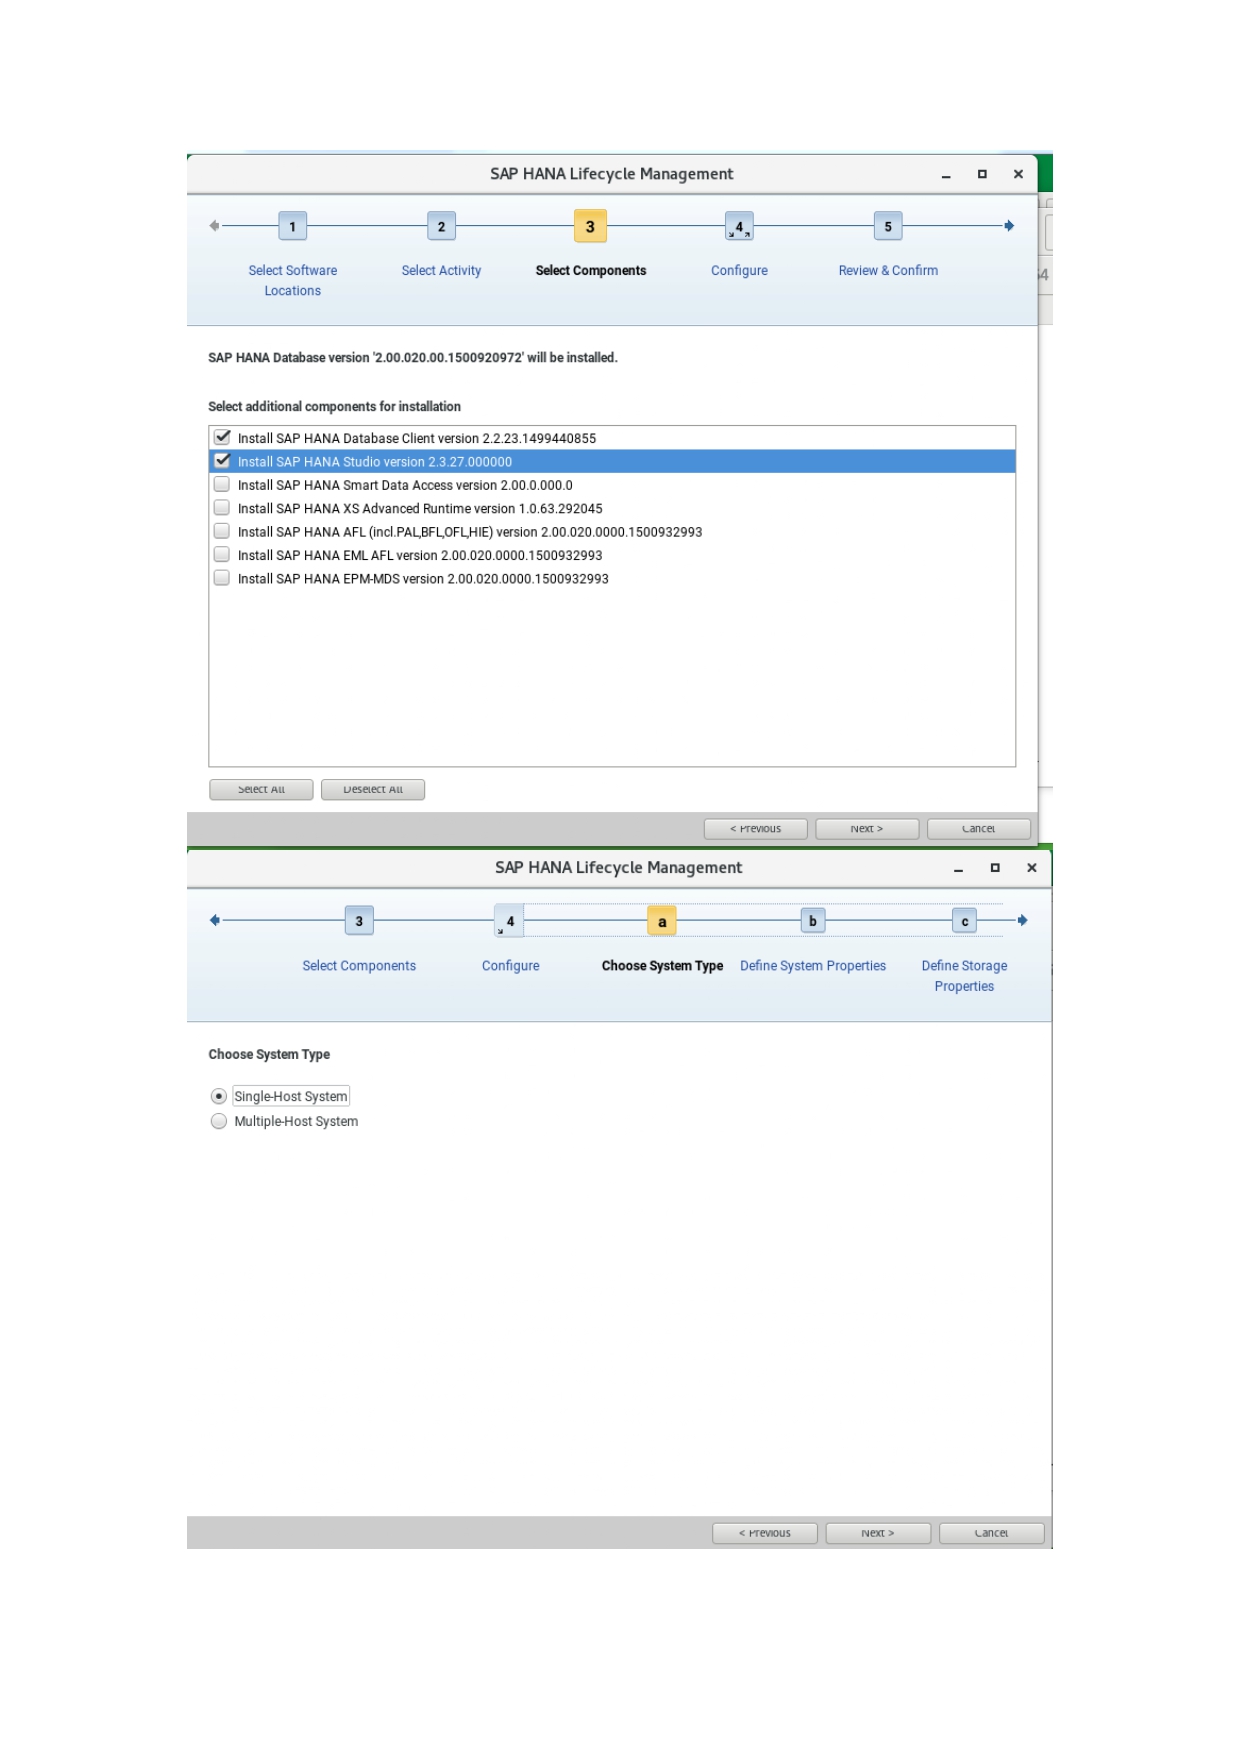 SAP HANA Lifecycle Management
1 2 3 4 5
Select Software Select Activity Select Components Configure Review & Confirm
Locations
SAP HANA Database version '2.00.020.00.1500920972' will be installed.
Select additional components for installation
Install SAP HANA Database Client version 2.2.23.1499440855
Install SAP HANA Studio version 2.3.27.000000
Install SAP HANA Smart Data Access version 2.00.0.000.0
Install SAP HANA XS Advanced Runtime version 1.0.63.292045
Install SAP HANA AFL (incl.PAL,BFL,OFL,HIE) version 2.00.020.0000.1500932993
Install SAP HANA EML AFL version 2.00.020.0000.1500932993
Install SAP HANA EPM-MDS version 2.00.020.0000.1500932993
Select All Deselect All
< Previous Next > Cancel
SAP HANA Lifecycle Management
3 4 a b c
Select Components Configure Choose System Type Define System Properties Define Storage
Properties
Choose System Type
Single-Host System
Multiple-Host System
< Previous Next > Cancel